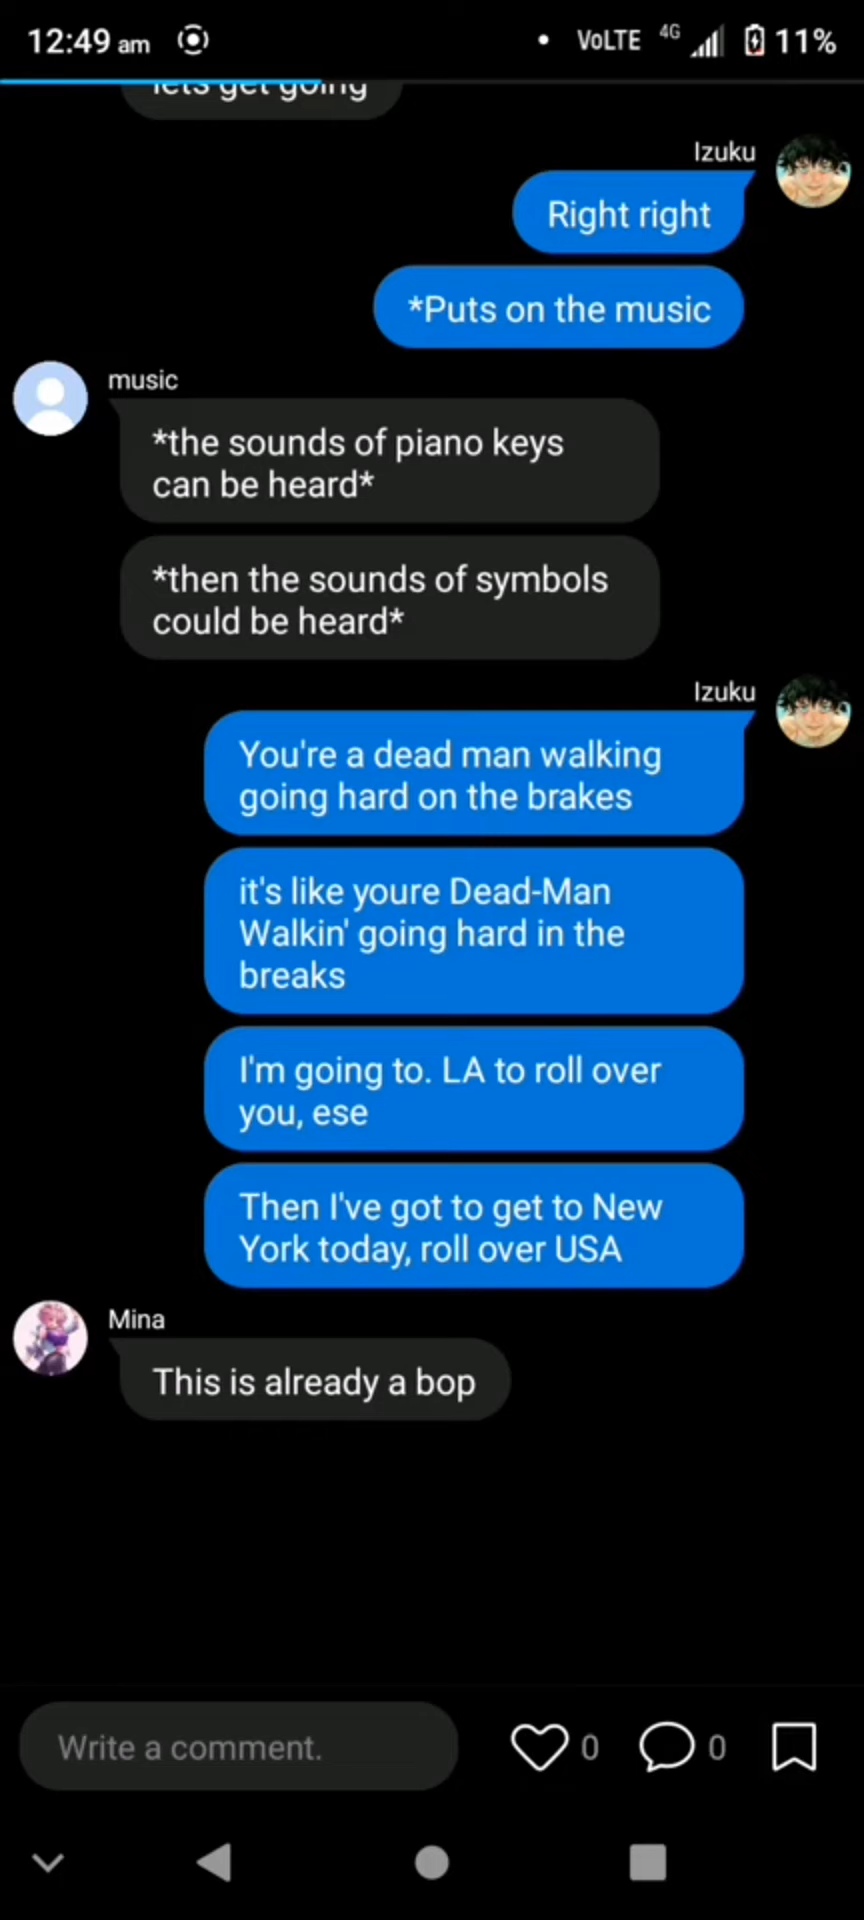 12:49 am
VoLTE 4G 11%
lets get going
Izuku
Right right
*Puts on the music
music
*the sounds of piano keys
can be heard*
*then the sounds of symbols
could be heard*
Izuku
You're a dead man walking
going hard on the brakes
it's like youre Dead-Man
Walkin' going hard in the
breaks
I'm going to. LA to roll over
you, ese
Then I've got to get to New
York today, roll over USA
Mina
This is already a bop
Write a comment.
0
0